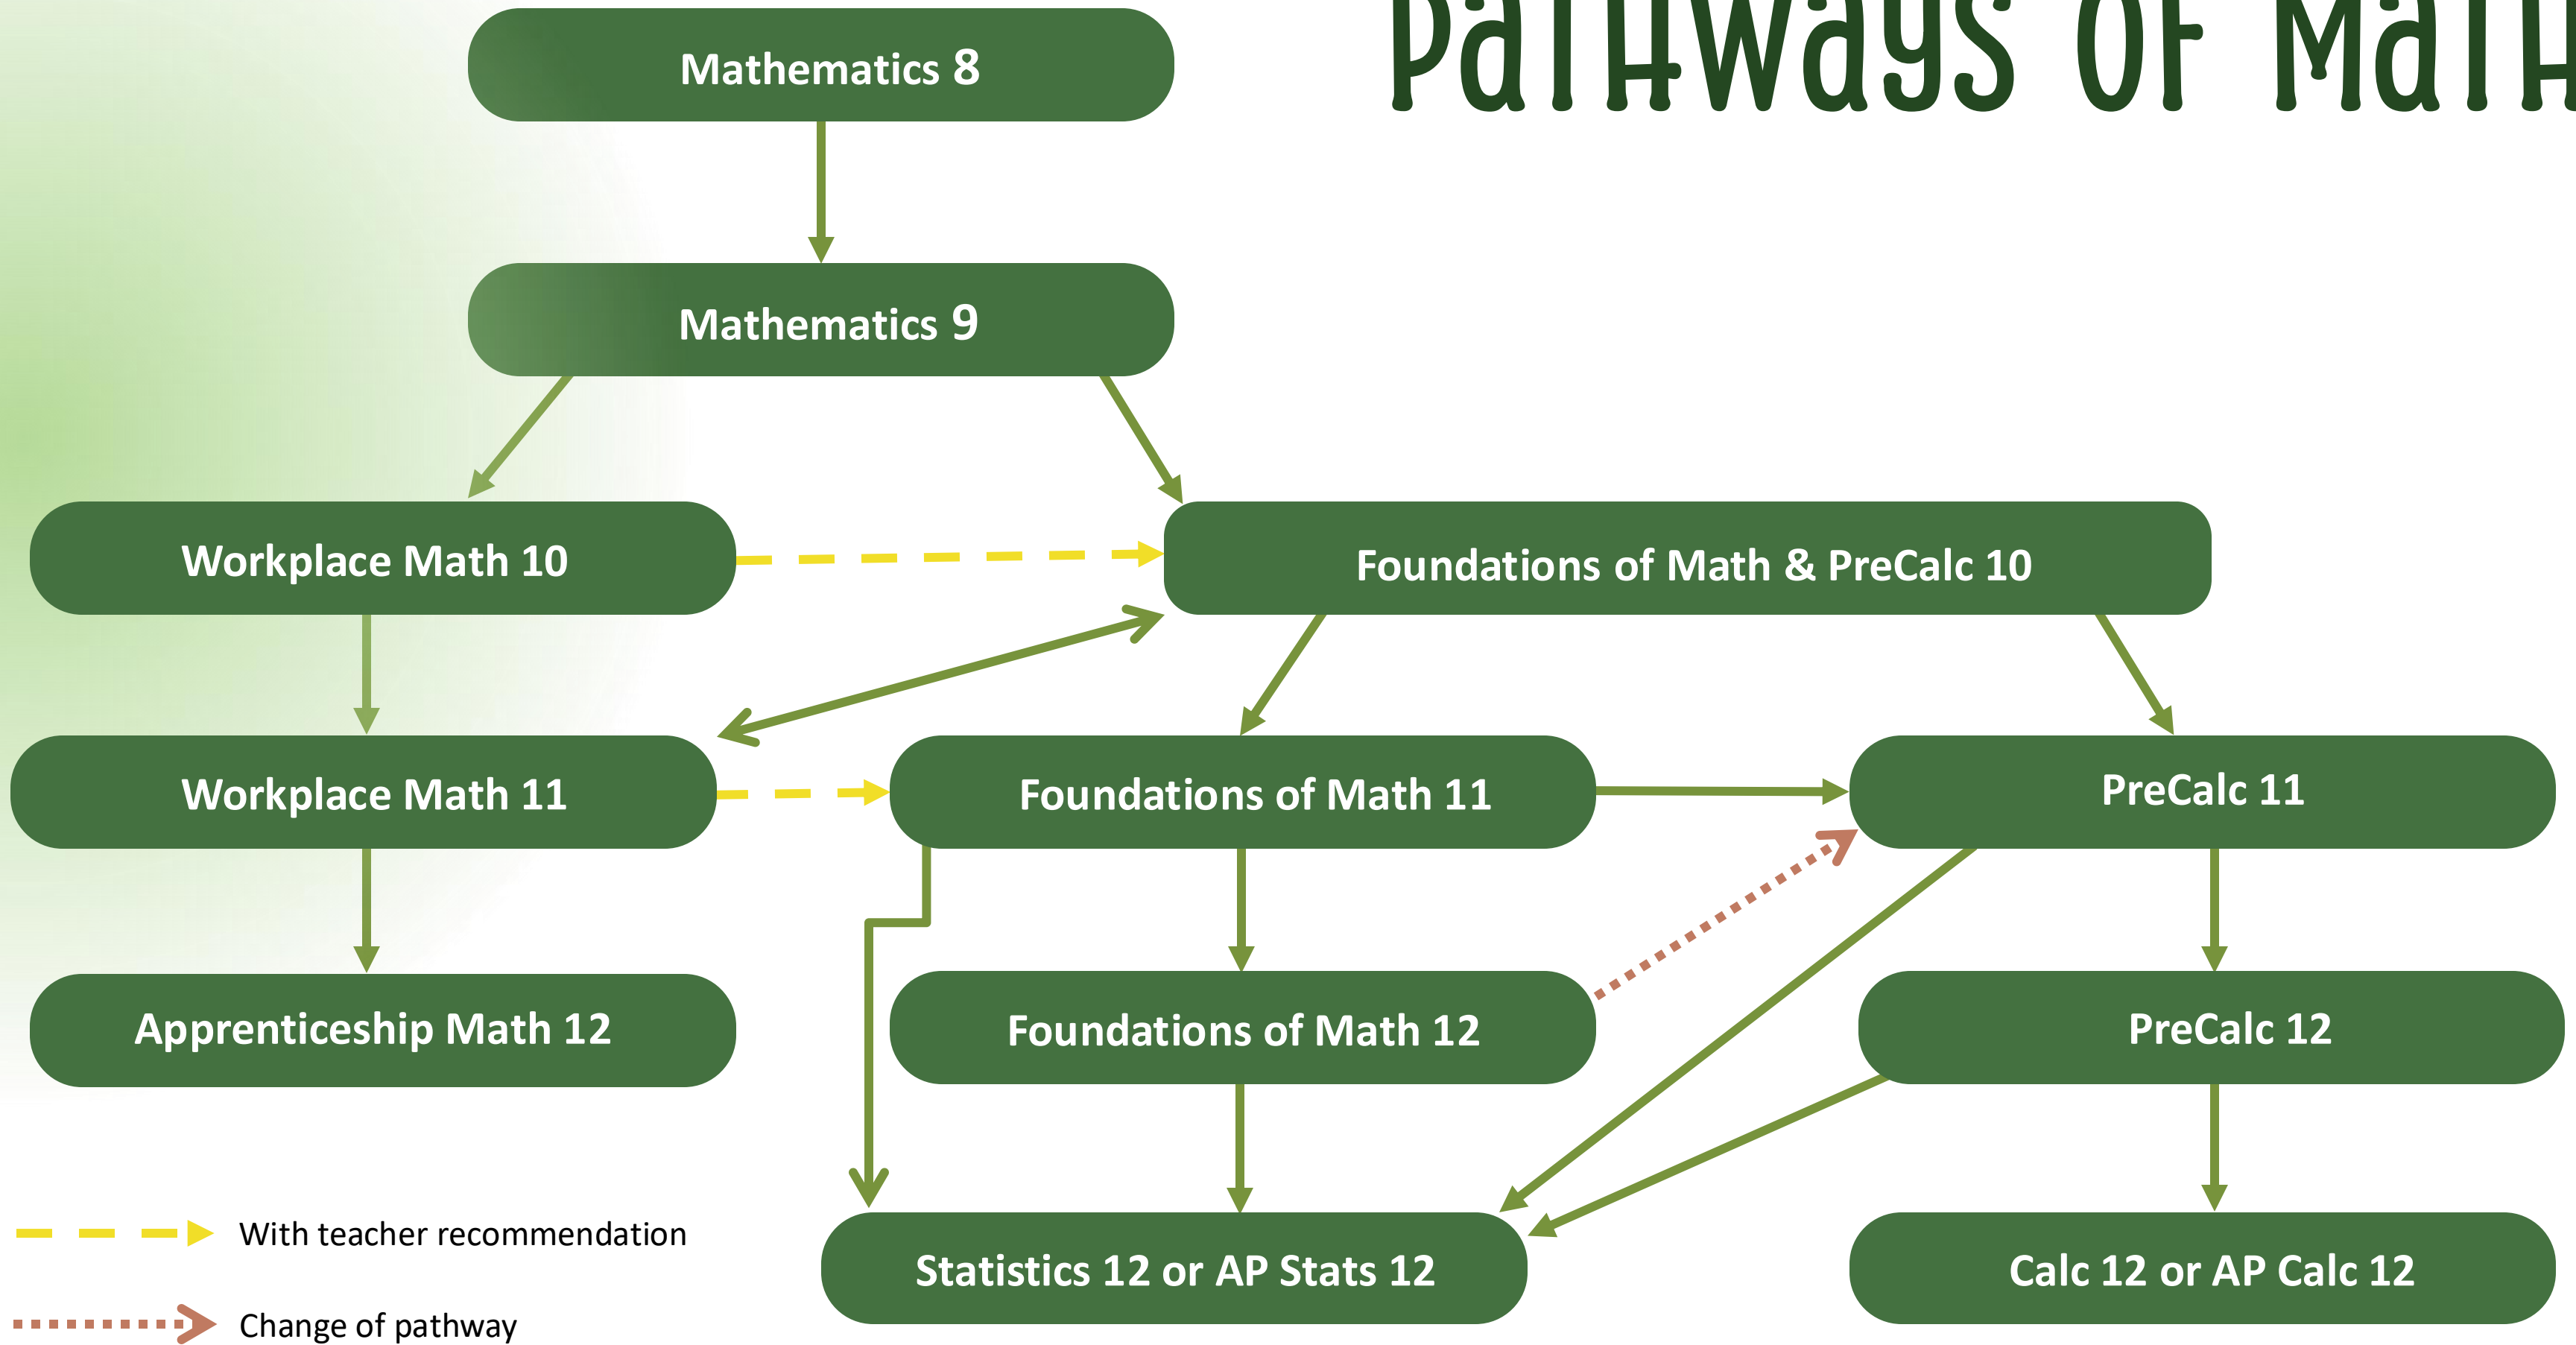 PATHWAYS OF MATH
Mathematics 8
Mathematics 9
Workplace Math 10
Foundations of Math & PreCalc 10
Workplace Math 11
Foundations of Math 11
PreCalc 11
Apprenticeship Math 12
Foundations of Math 12
PreCalc 12
Statistics 12 or AP Stats 12
Calc 12 or AP Calc 12
With teacher recommendation
Change of pathway